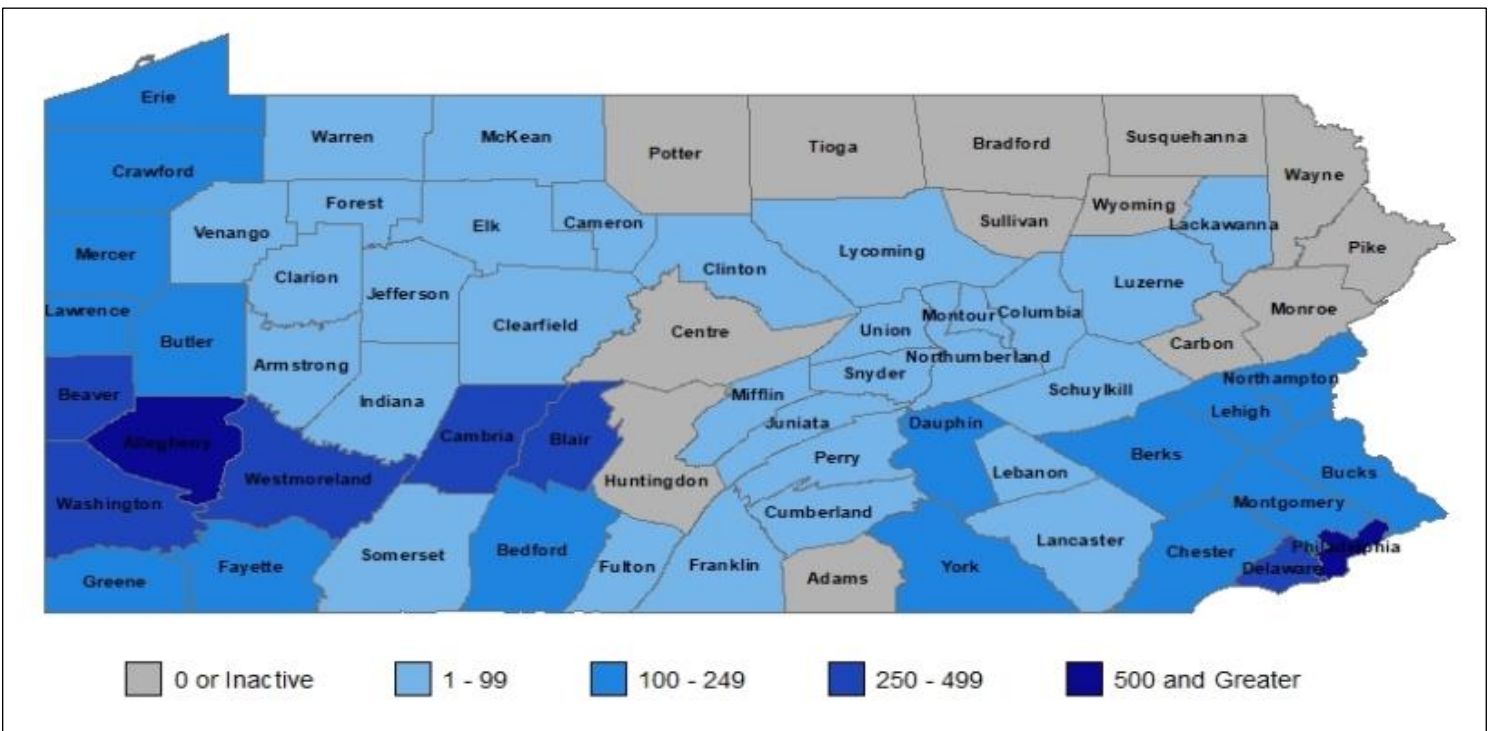 Erie
Warren
McKean
Potter
Tioga
Bradford
Susquehanna
Wayne
Crawford
Forest
Venango
Elk
Cameron
Sullivan
Wyoming
Lackawanna
Pike
Mercer
Clarion
Jefferson
Clinton
Lycoming
Luzerne
Monroe
Lawrence
Butler
Clearfield
Centre
Union
Montour
Columbia
Carbon
Armstrong
Northumberland
Snyder
Schuylkill
Northampton
Beaver
Indiana
Mifflin
Lehigh
Allegheny
Cambria
Blair
Juniata
Dauphin
Berks
Bucks
Westmoreland
Huntingdon
Perry
Lebanon
Montgomery
Washington
Cumberland
Lancaster
Chester
Philadelphia
Delaware
Greene
Fayette
Somerset
Bedford
Fulton
Franklin
Adams
York
0 or Inactive
1 - 99
100 - 249
250 - 499
500 and Greater